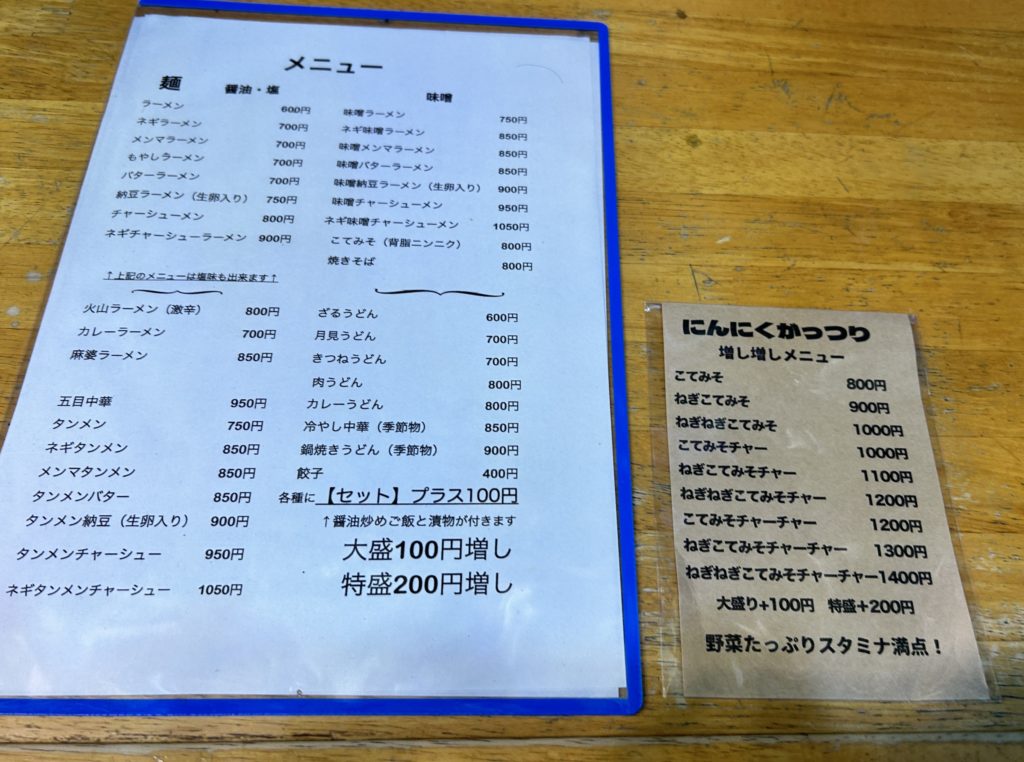 メニュー
麺
醤油・塩
ラーメン 600円
ネギラーメン 700円
メンマラーメン 700円
もやしラーメン 700円
バターラーメン 700円
納豆ラーメン（生卵入り） 750円
チャーシューメン 800円
ネギチャーシューラーメン 900円
↑上記のメニューは塩味も出来ます↑
火山ラーメン（激辛） 800円
カレーラーメン 700円
麻婆ラーメン 850円
五目中華 950円
タンメン 750円
ネギタンメン 850円
メンマタンメン 850円
タンメンバター 850円
タンメン納豆（生卵入り） 900円
タンメンチャーシュー 950円
ネギタンメンチャーシュー 1050円
味噌
味噌ラーメン 750円
ネギ味噌ラーメン 850円
味噌メンマラーメン 850円
味噌バターラーメン 850円
味噌納豆ラーメン（生卵入り） 900円
味噌チャーシューメン 950円
ネギ味噌チャーシューメン 1050円
こてみそ（背脂ニンニク） 800円
焼きそば 800円
ざるうどん 600円
月見うどん 700円
きつねうどん 700円
肉うどん 800円
カレーうどん 800円
冷やし中華（季節物） 850円
鍋焼きうどん（季節物） 900円
餃子 400円
各種に【セット】プラス100円
↑醤油炒めご飯と漬物が付きます
大盛100円増し
特盛200円増し
にんにくがっつり
増し増しメニュー
こてみそ 800円
ねぎこてみそ 900円
ねぎねぎこてみそ 1000円
こてみそチャー 1000円
ねぎこてみそチャー 1100円
ねぎねぎこてみそチャー 1200円
こてみそチャーチャー 1200円
ねぎこてみそチャーチャー 1300円
ねぎねぎこてみそチャーチャー1400円
大盛り+100円 特盛+200円
野菜たっぷりスタミナ満点！